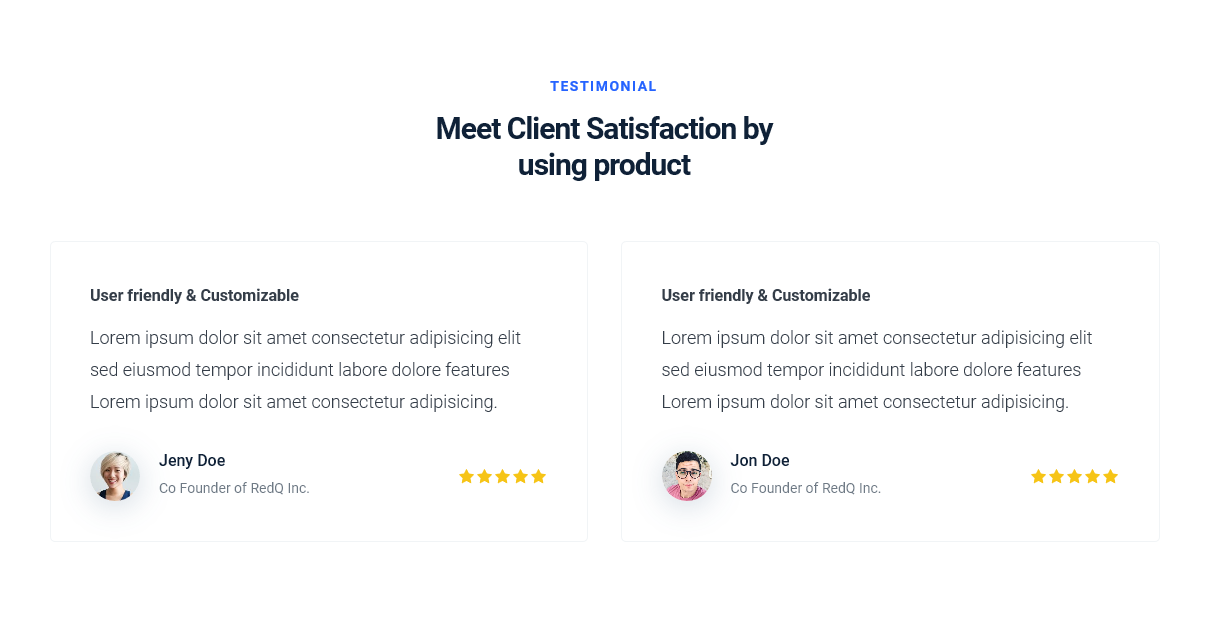 TESTIMONIAL
Meet Client Satisfaction by
using product
User friendly & Customizable
Lorem ipsum dolor sit amet consectetur adipisicing elit
sed eiusmod tempor incididunt labore dolore features
Lorem ipsum dolor sit amet consectetur adipisicing.
Jeny Doe
Co Founder of RedQ Inc.
User friendly & Customizable
Lorem ipsum dolor sit amet consectetur adipisicing elit
sed eiusmod tempor incididunt labore dolore features
Lorem ipsum dolor sit amet consectetur adipisicing.
Jon Doe
Co Founder of RedQ Inc.